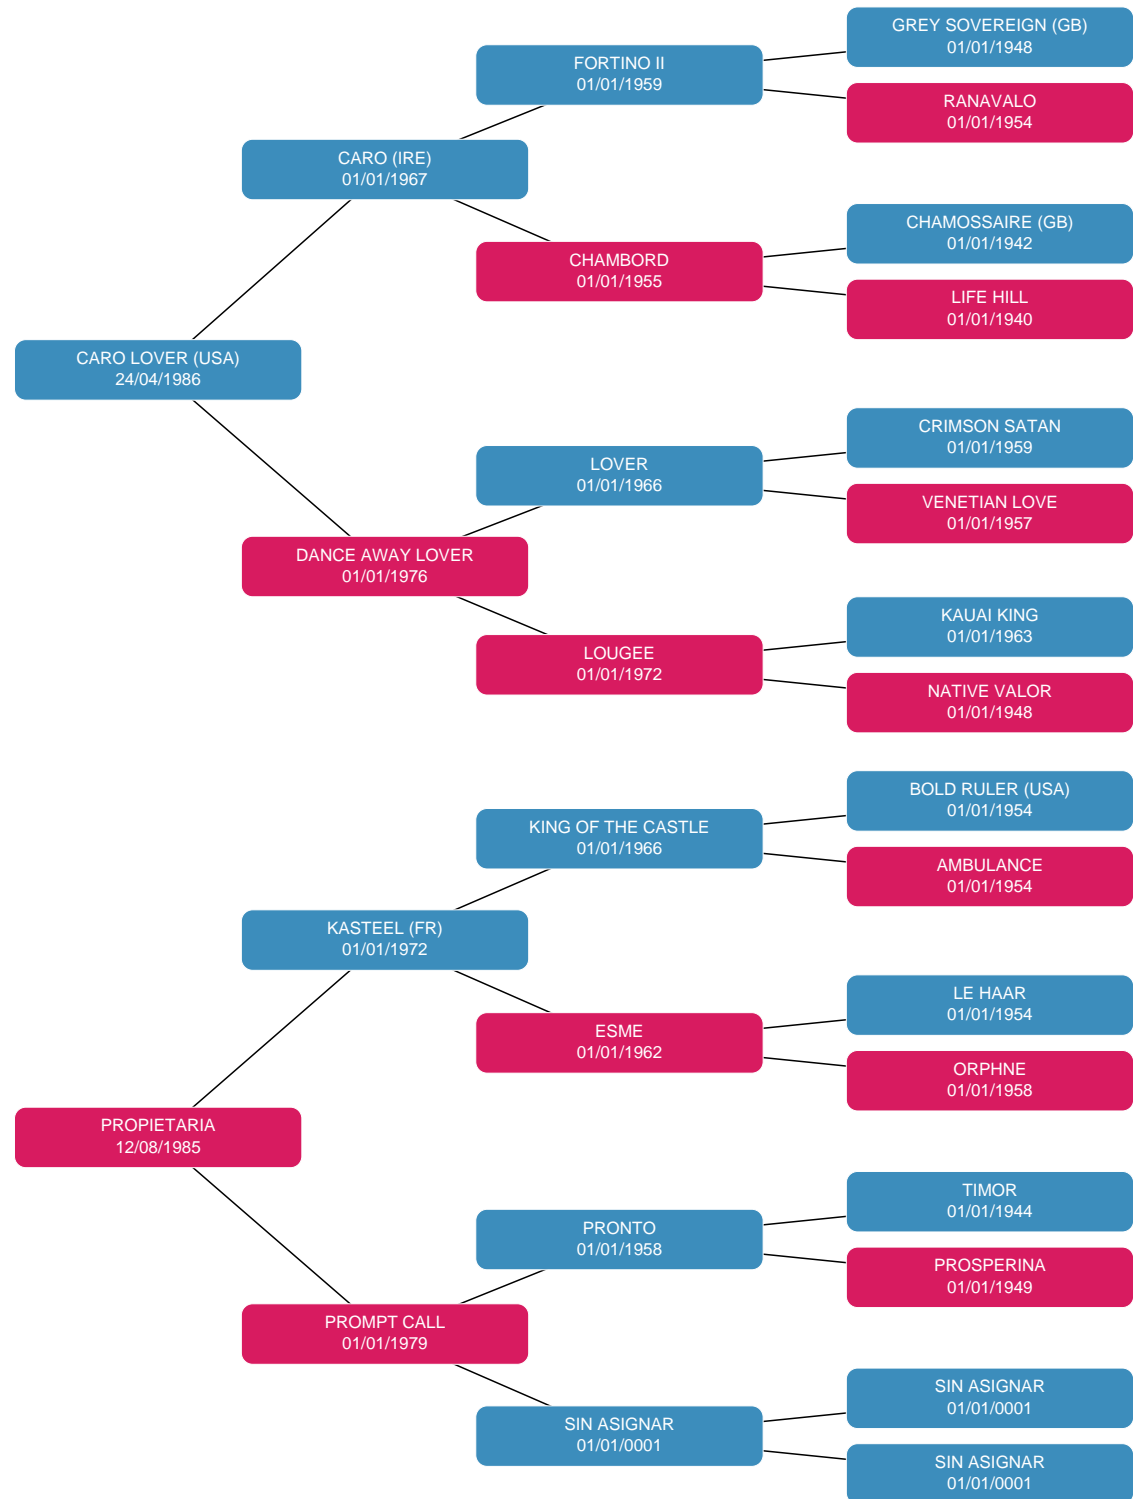 GREY SOVEREIGN (GB)
01/01/1948
FORTINO II
01/01/1959
RANAVALO
01/01/1954
CARO (IRE)
01/01/1967
CHAMOSSAIRE (GB)
01/01/1942
CHAMBORD
01/01/1955
LIFE HILL
01/01/1940
CARO LOVER (USA)
24/04/1986
CRIMSON SATAN
01/01/1959
LOVER
01/01/1966
VENETIAN LOVE
01/01/1957
DANCE AWAY LOVER
01/01/1976
KAUAI KING
01/01/1963
LOUGEE
01/01/1972
NATIVE VALOR
01/01/1948
BOLD RULER (USA)
01/01/1954
KING OF THE CASTLE
01/01/1966
AMBULANCE
01/01/1954
KASTEEL (FR)
01/01/1972
LE HAAR
01/01/1954
ESME
01/01/1962
ORPHNE
01/01/1958
PROPIETARIA
12/08/1985
TIMOR
01/01/1944
PRONTO
01/01/1958
PROSPERINA
01/01/1949
PROMPT CALL
01/01/1979
SIN ASIGNAR
01/01/0001
SIN ASIGNAR
01/01/0001
SIN ASIGNAR
01/01/0001